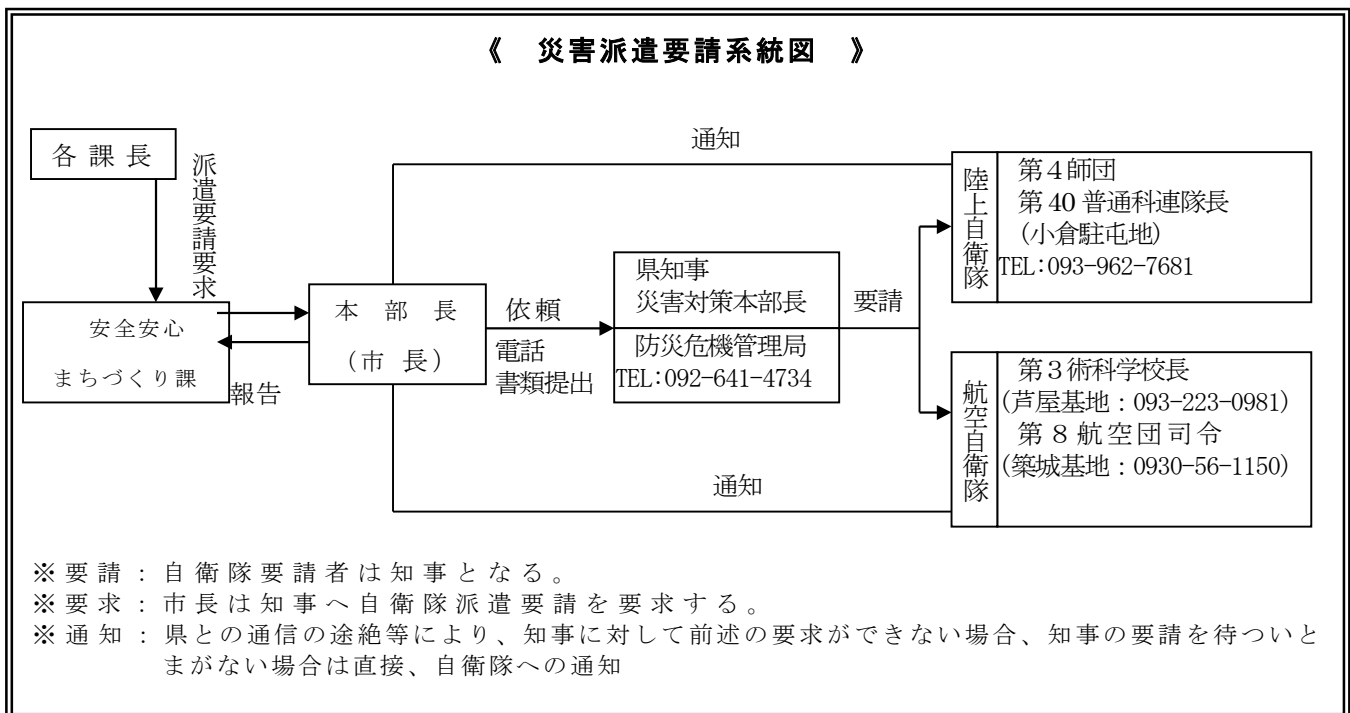 《 災害派遣要請系統図 》
各課長
派遣要請要求
安全安心
まちづくり課
報告
本部長
(市長)
通知
依頼
電話
書類提出
県知事
災害対策本部長
防災危機管理局
TEL:092-641-4734
要請
陸上自衛隊
第4師団
第40普通科連隊長
(小倉駐屯地)
TEL:093-962-7681
航空自衛隊
第3術科学校長
(芦屋基地:093-223-0981)
第8航空団司令
(築城基地:0930-56-1150)
通知
※要請:自衛隊要請者は知事となる。
※要求:市長は知事へ自衛隊派遣要請を要求する。
※通知:県との通信の途絶等により、知事に対して前述の要求ができない場合、知事の要請を待ついと
まがない場合は直接、自衛隊への通知